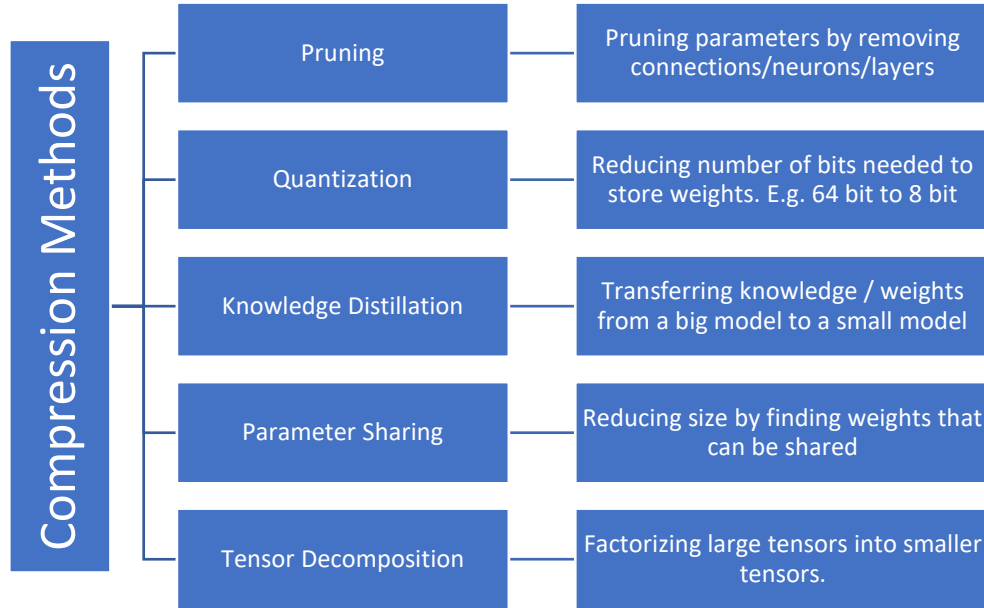 Compression Methods
Pruning
Pruning parameters by removing
connections/neurons/layers
Quantization
Reducing number of bits needed to
store weights. E.g. 64 bit to 8 bit
Knowledge Distillation
Transferring knowledge / weights
from a big model to a small model
Parameter Sharing
Reducing size by finding weights that
can be shared
Tensor Decomposition
Factorizing large tensors into smaller
tensors.